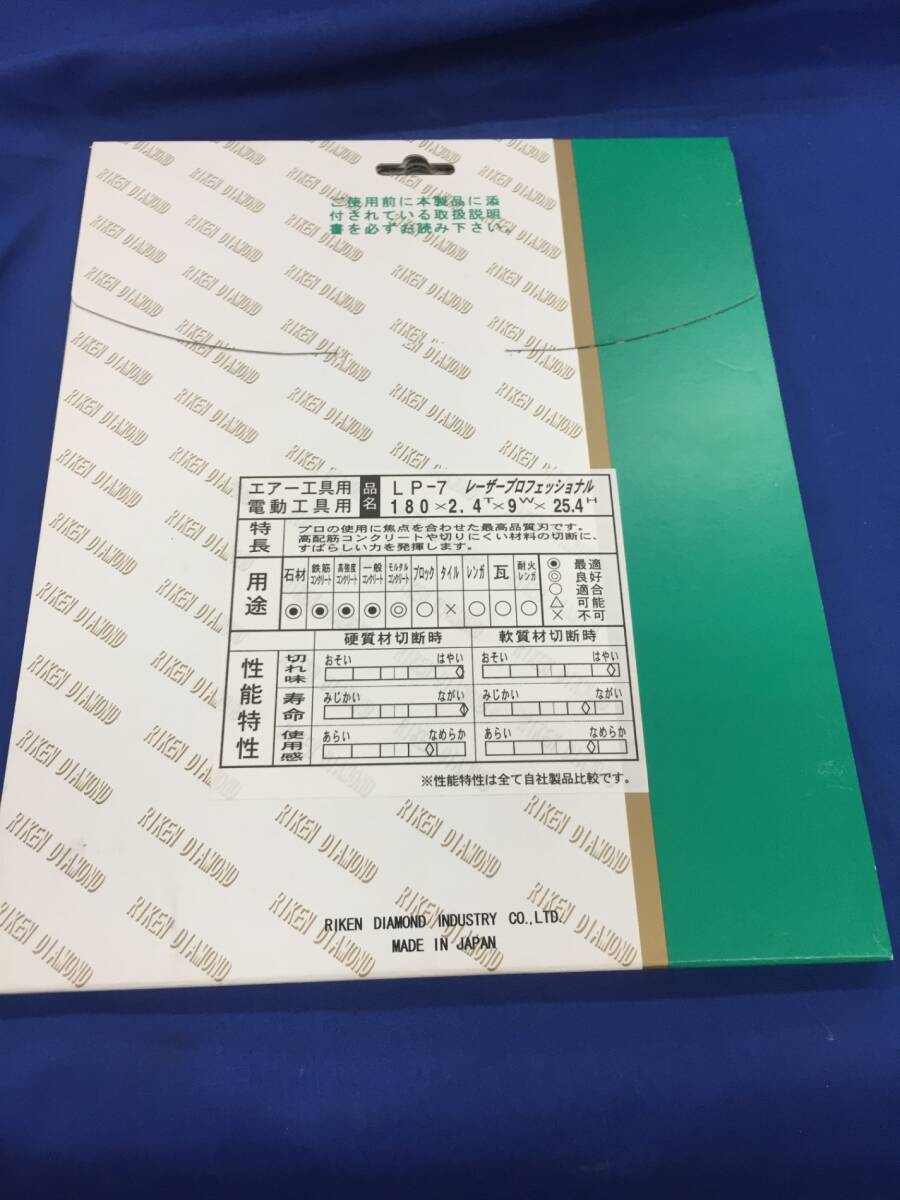 ご使用前に本製品に添
付されている取扱説明
書を必ずお読み下さい。
エアー工具用
電動工具用
品名
LP-7 レーザープロフェッショナル
180×2.4ᵀ×9ᵂ×25.4ᴴ
特長
プロの使用に焦点を合わせた最高品質刃です。
高配筋コンクリートや切りにくい材料の切断に、
すばらしい力を発揮します。
用途
石材 鉄筋コンクリート 高強度コンクリート 一般コンクリート モルタルコンクリート ブロック タイル レンガ 瓦 耐火レンガ
◉ ◉ ◉ ◉ ◎ ○ × ○ ○ ○
◉ 最適
◎ 良好
○ 適合
△ 可能
× 不可
性能特性
硬質材切断時 軟質材切断時
切れ味 おそい はやい おそい はやい
寿命 みじかい ながい みじかい ながい
使用感 あらい なめらか あらい なめらか
※性能特性は全て自社製品比較です。
RIKEN DIAMOND
RIKEN DIAMOND INDUSTRY CO.,LTD.
MADE IN JAPAN